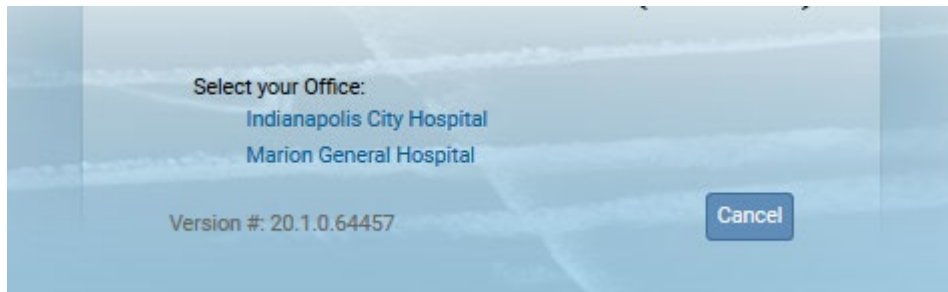 Select your Office:
Indianapolis City Hospital
Marion General Hospital
Version #: 20.1.0.64457
Cancel